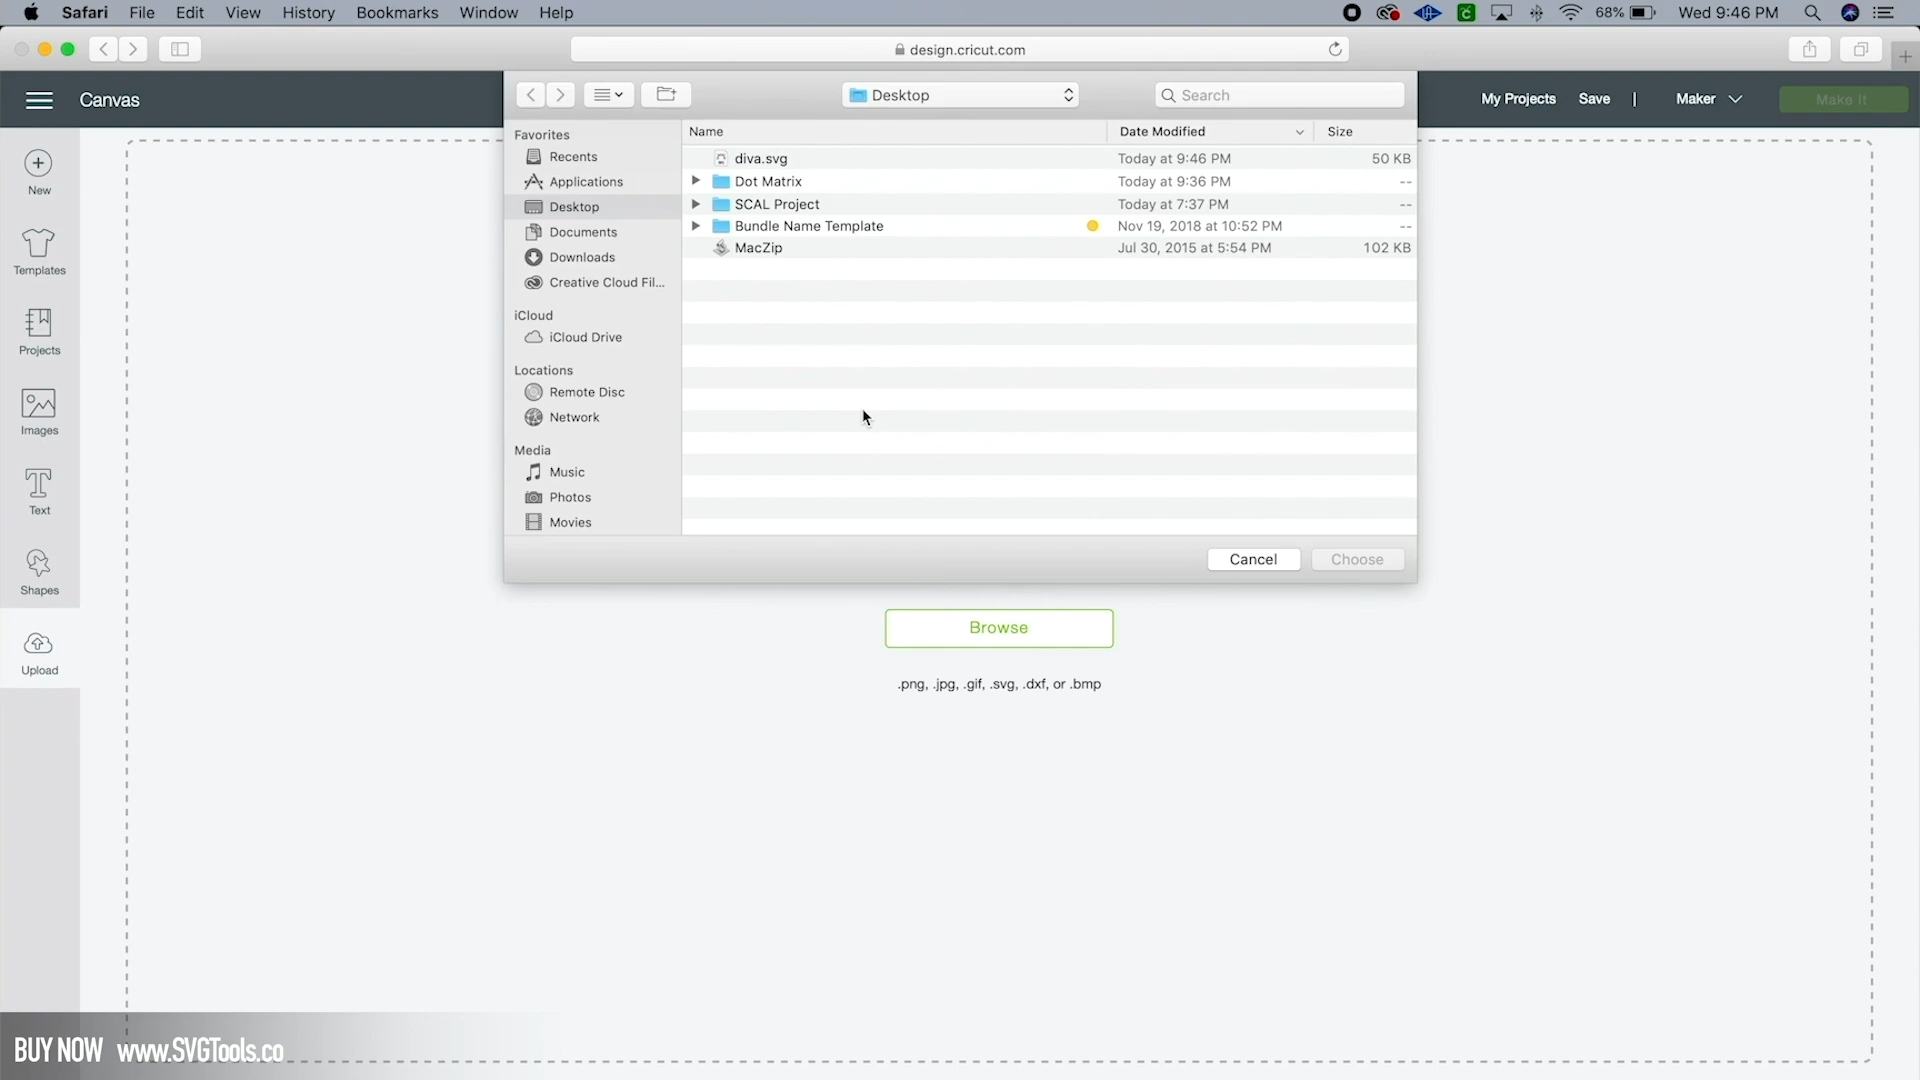 Safari File Edit View History Bookmarks Window Help
68% Wed 9:46 PM
design.cricut.com
Canvas
Desktop
Search
My Projects Save | Maker Make It
Favorites
Recents
Applications
Desktop
Documents
Downloads
Creative Cloud Fil...
iCloud
iCloud Drive
Locations
Remote Disc
Network
Media
Music
Photos
Movies
Name Date Modified Size
diva.svg Today at 9:46 PM 50 KB
Dot Matrix Today at 9:36 PM --
SCAL Project Today at 7:37 PM --
Bundle Name Template Nov 19, 2018 at 10:52 PM --
MacZip Jul 30, 2015 at 5:54 PM 102 KB
Cancel Choose
New
Templates
Projects
Images
Text
Shapes
Upload
Browse
.png, .jpg, .gif, .svg, .dxf, or .bmp
BUY NOW www.SVGTools.co